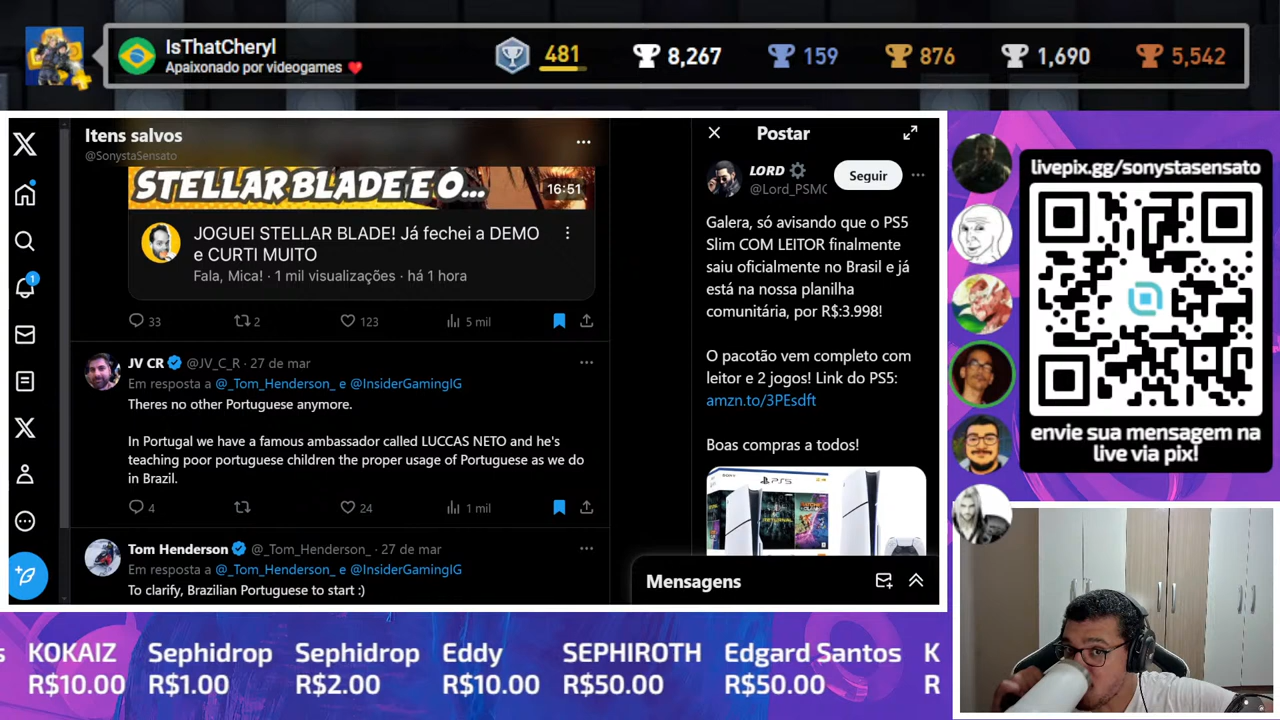 IsThatCheryl
Apaixonado por videogames ❤️
481
8,267
159
876
1,690
5,542
Itens salvos
@SonystaSensato
STELLAR BLADE E O...
16:51
JOGUEI STELLAR BLADE! Já fechei a DEMO
e CURTI MUITO
Fala, Mica! · 1 mil visualizações · há 1 hora
33
2
123
5 mil
JV CR @JV_C_R · 27 de mar
Em resposta a @_Tom_Henderson_ e @InsiderGamingIG
Theres no other Portuguese anymore.
In Portugal we have a famous ambassador called LUCCAS NETO and he's
teaching poor portuguese children the proper usage of Portuguese as we do
in Brazil.
4
24
1 mil
Tom Henderson @_Tom_Henderson_ · 27 de mar
Em resposta a @_Tom_Henderson_ e @InsiderGamingIG
To clarify, Brazilian Portuguese to start :)
1
Postar
LORD
@Lord_PSMC
Seguir
Galera, só avisando que o PS5
Slim COM LEITOR finalmente
saiu oficialmente no Brasil e já
está na nossa planilha
comunitária, por R$:3.998!
O pacotão vem completo com
leitor e 2 jogos! Link do PS5:
amzn.to/3PEsdft
Boas compras a todos!
SONY
PS5
RETURNAL
Mensagens
livepix.gg/sonystasensato
envie sua mensagem na
live via pix!
s
KOKAIZ
R$10.00
Sephidrop
R$1.00
Sephidrop
R$2.00
Eddy
R$10.00
SEPHIROTH
R$50.00
Edgard Santos
R$50.00
K
R